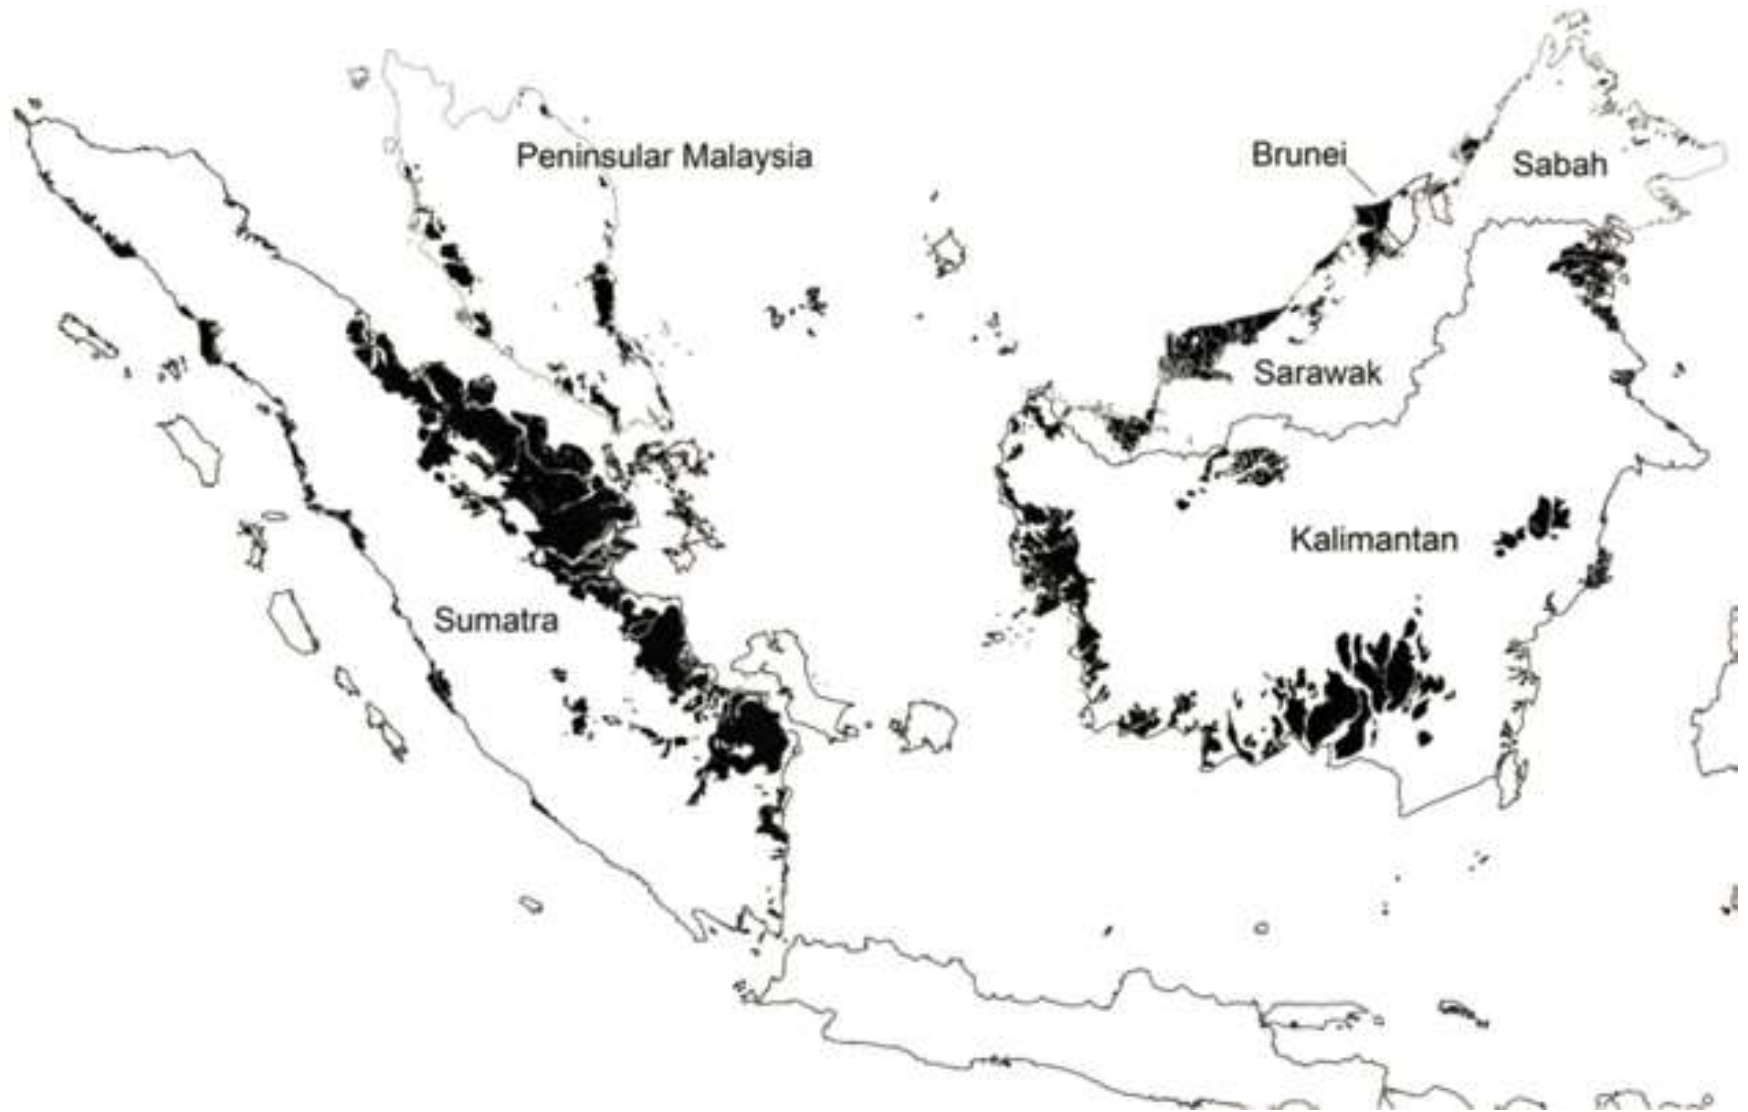 Peninsular Malaysia
Brunei
Sabah
Sarawak
Kalimantan
Sumatra